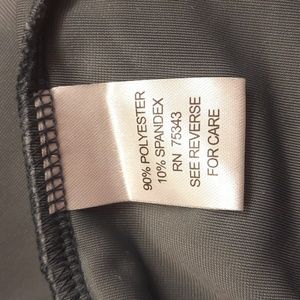 90% POLYESTER
10% SPANDEX
RN 75343
SEE REVERSE
FOR CARE